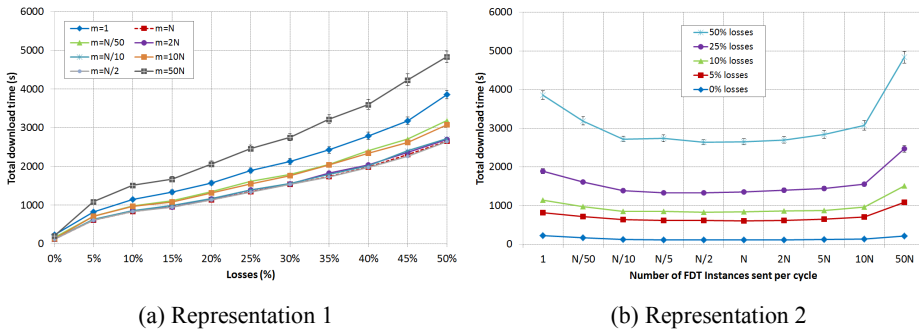 6000
5000
4000
3000
2000
1000
0
Total download time (s)
m=1
m=N
m=N/50
m=2N
m=N/10
m=10N
m=N/2
m=50N
0%
5%
10%
15%
20%
25%
30%
35%
40%
45%
50%
Losses (%)
(a) Representation 1
6000
5000
4000
3000
2000
1000
0
Total download time (s)
50% losses
25% losses
10% losses
5% losses
0% losses
1
N/50
N/10
N/5
N/2
N
2N
5N
10N
50N
Number of FDT Instances sent per cycle
(b) Representation 2